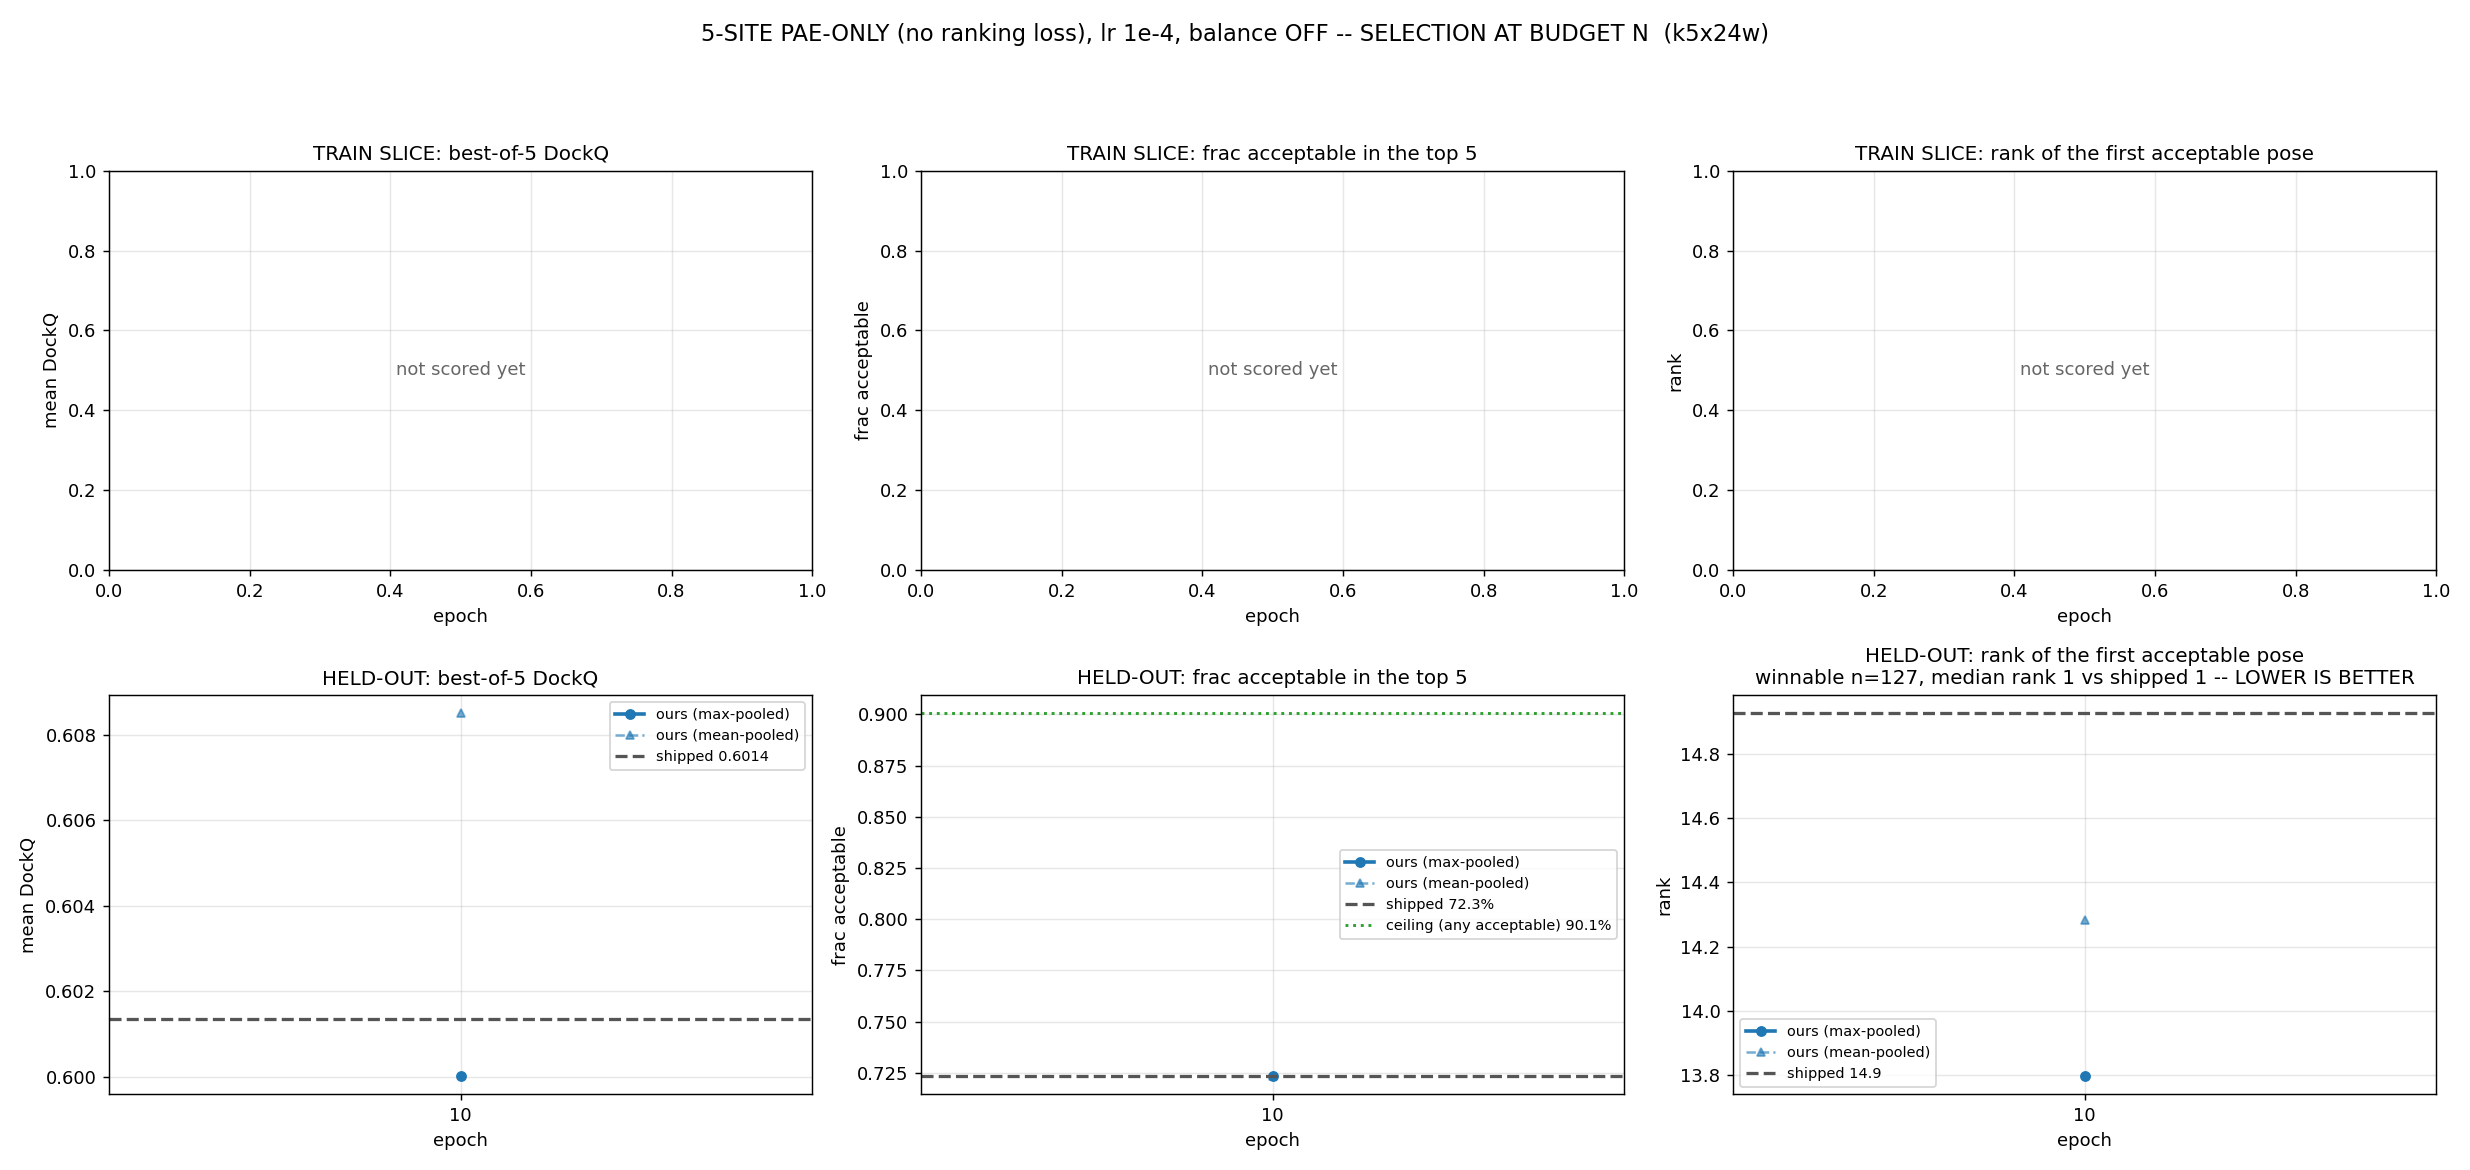 5-SITE PAE-ONLY (no ranking loss), lr 1e-4, balance OFF -- SELECTION AT BUDGET N  (k5x24w)
TRAIN SLICE: best-of-5 DockQ
1.0
0.8
0.6
0.4
0.2
0.0
mean DockQ
not scored yet
0.0 0.2 0.4 0.6 0.8 1.0
epoch
TRAIN SLICE: frac acceptable in the top 5
1.0
0.8
0.6
0.4
0.2
0.0
frac acceptable
not scored yet
0.0 0.2 0.4 0.6 0.8 1.0
epoch
TRAIN SLICE: rank of the first acceptable pose
1.0
0.8
0.6
0.4
0.2
0.0
rank
not scored yet
0.0 0.2 0.4 0.6 0.8 1.0
epoch
HELD-OUT: best-of-5 DockQ
0.608
0.606
0.604
0.602
0.600
mean DockQ
ours (max-pooled)
ours (mean-pooled)
shipped 0.6014
10
epoch
HELD-OUT: frac acceptable in the top 5
0.900
0.875
0.850
0.825
0.800
0.775
0.750
0.725
frac acceptable
ours (max-pooled)
ours (mean-pooled)
shipped 72.3%
ceiling (any acceptable) 90.1%
10
epoch
HELD-OUT: rank of the first acceptable pose
winnable n=127, median rank 1 vs shipped 1 -- LOWER IS BETTER
14.8
14.6
14.4
14.2
14.0
13.8
rank
ours (max-pooled)
ours (mean-pooled)
shipped 14.9
10
epoch